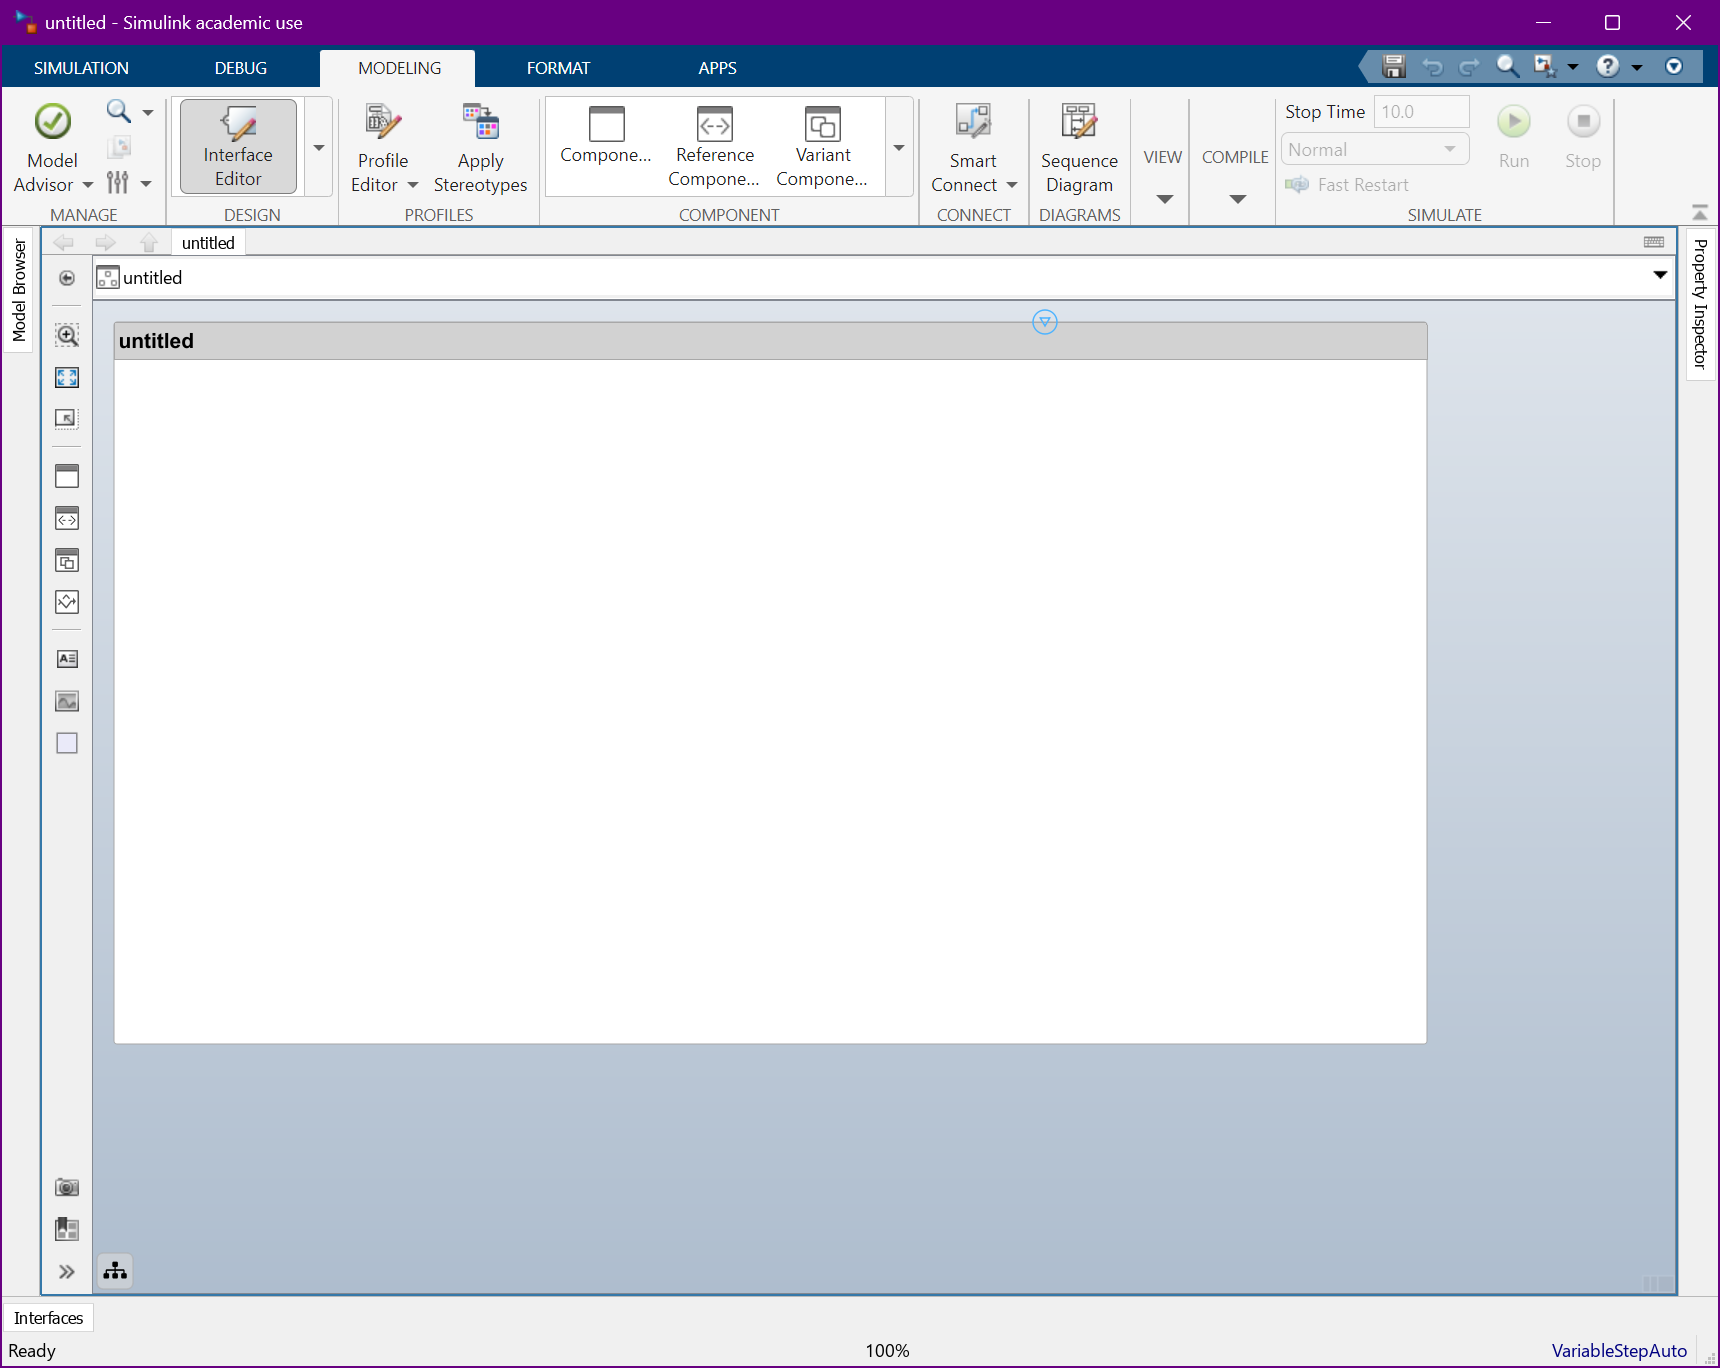 untitled - Simulink academic use
SIMULATION
DEBUG
MODELING
FORMAT
APPS
Model
Advisor
MANAGE
Interface
Editor
DESIGN
Profile
Editor
Apply
Stereotypes
PROFILES
Compone...
Reference
Compone...
Variant
Compone...
COMPONENT
Smart
Connect
CONNECT
Sequence
Diagram
DIAGRAMS
VIEW
COMPILE
Stop Time 10.0
Normal
Fast Restart
Run
Stop
SIMULATE
Model Browser
untitled
untitled
untitled
Property Inspector
Interfaces
Ready
100%
VariableStepAuto